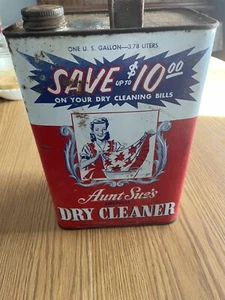 ONE U. S. GALLON—3.78 LITERS
SAVE UP TO $10.00
ON YOUR DRY CLEANING BILLS
Aunt Sue's
DRY CLEANER